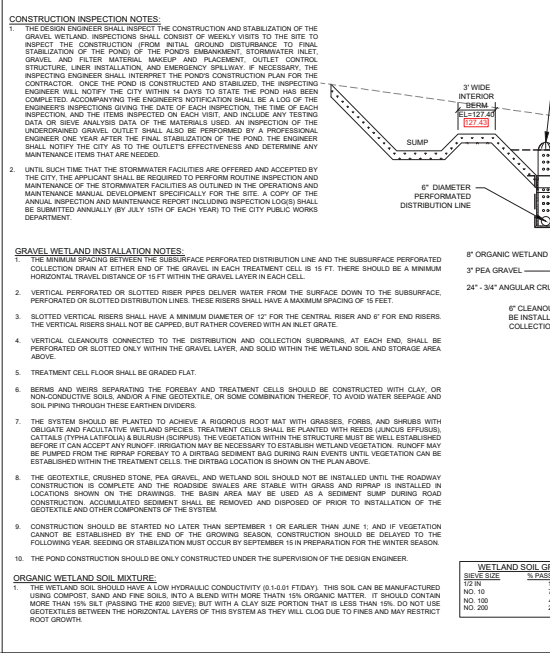 CONSTRUCTION INSPECTION NOTES:
1. THE DESIGN ENGINEER SHALL INSPECT THE CONSTRUCTION AND STABILIZATION OF THE
GRAVEL WETLAND. INSPECTIONS SHALL CONSIST OF WEEKLY VISITS TO THE SITE TO
INSPECT THE CONSTRUCTION (FROM INITIAL GROUND DISTURBANCE TO FINAL
STABILIZATION OF THE POND) OF THE POND'S EMBANKMENT, STORMWATER INLET,
GRAVEL AND FILTER MATERIAL MAKEUP AND PLACEMENT, OUTLET CONTROL
STRUCTURE, LINER INSTALLATION, AND EMERGENCY SPILLWAY. IF NECESSARY, THE
INSPECTING ENGINEER SHALL INTERPRET THE POND'S CONSTRUCTION PLAN FOR THE
CONTRACTOR. ONCE THE POND IS CONSTRUCTED AND STABILIZED, THE INSPECTING
ENGINEER WILL NOTIFY THE CITY WITHIN 14 DAYS TO STATE THE POND HAS BEEN
COMPLETED. ACCOMPANYING THE ENGINEER'S NOTIFICATION SHALL BE A LOG OF THE
ENGINEER'S INSPECTIONS GIVING THE DATE OF EACH INSPECTION, THE TIME OF EACH
INSPECTION, AND THE ITEMS INSPECTED ON EACH VISIT, AND INCLUDE ANY TESTING
DATA OR SIEVE ANALYSIS DATA OF THE MATERIALS USED. AN INSPECTION OF THE
UNDERDRAINED GRAVEL OUTLET SHALL ALSO BE PERFORMED BY A PROFESSIONAL
ENGINEER ONE YEAR AFTER THE FINAL STABILIZATION OF POND. THE ENGINEER
SHALL NOTIFY THE CITY AS TO THE OUTLET'S EFFECTIVENESS AND DETERMINE ANY
MAINTENANCE ITEMS THAT ARE NEEDED.
2. UNTIL SUCH TIME THAT THE STORMWATER FACILITIES ARE OFFERED AND ACCEPTED BY
THE CITY, THE APPLICANT SHALL BE REQUIRED TO PERFORM ROUTINE INSPECTION AND
MAINTENANCE OF THE STORMWATER FACILITIES AS OUTLINED IN THE OPERATIONS AND
MAINTENANCE MANUAL DEVELOPMENT SPECIFICALLY FOR THE SITE. A COPY OF THE
ANNUAL INSPECTION AND MAINTENANCE REPORT INCLUDING INSPECTION LOG(S) SHALL
BE SUBMITTED ANNUALLY (BY JULY 15TH OF EACH YEAR) TO THE CITY PUBLIC WORKS
DEPARTMENT.
3' WIDE
INTERIOR
BERM
EL=127.40
127.43
SUMP
6" DIAMETER
PERFORMATED
DISTRIBUTION LINE
GRAVEL WETLAND INSTALLATION NOTES:
1. THE MINIMUM SPACING BETWEEN THE SUBSURFACE PERFORATED DISTRIBUTION LINE AND THE SUBSURFACE PERFORATED
COLLECTION DRAIN AT EITHER END OF THE GRAVEL IN EACH TREATMENT CELL IS 15 FT. THERE SHOULD BE A MINIMUM
HORIZONTAL TRAVEL DISTANCE OF 15 FT WITHIN THE GRAVEL LAYER IN EACH CELL.
2. VERTICAL PERFORATED OR SLOTTED RISER PIPES DELIVER WATER FROM THE SURFACE DOWN TO THE SUBSURFACE,
PERFORATED OR SLOTTED DISTRIBUTION LINES. THESE RISERS SHALL HAVE A MAXIMUM SPACING OF 15 FEET.
3. SLOTTED VERTICAL RISERS SHALL HAVE A MINIMUM DIAMETER OF 12" FOR THE CENTRAL RISER AND 6" FOR END RISERS.
THE VERTICAL RISERS SHALL NOT BE CAPPED, BUT RATHER COVERED WITH AN INLET GRATE.
4. VERTICAL CLEANOUTS CONNECTED TO THE DISTRIBUTION AND COLLECTION SUBDRAINS, AT EACH END, SHALL BE
PERFORATED OR SLOTTED ONLY WITHIN THE GRAVEL LAYER, AND SOLID WITHIN THE WETLAND SOIL AND STORAGE AREA
ABOVE.
5. TREATMENT CELL FLOOR SHALL BE GRADED FLAT.
6. BERMS AND WEIRS SEPARATING THE FOREBAY AND TREATMENT CELLS SHOULD BE CONSTRUCTED WITH CLAY, OR
NON-CONDUCTIVE SOILS, AND/OR A FINE GEOTEXTILE, OR SOME COMBINATION THEREOF, TO AVOID WATER SEEPAGE AND
SOIL PIPING THROUGH THESE EARTHEN DIVIDERS.
7. THE SYSTEM SHOULD BE PLANTED TO ACHIEVE A RIGOROUS ROOT MAT WITH GRASSES, FORBS, AND SHRUBS WITH
OBLIGATE AND FACULTATIVE WETLAND SPECIES. TREATMENT CELLS SHALL BE PLANTED WITH REEDS (JUNCUS EFFUSUS),
CATTAILS (TYPHA LATIFOLIA) & BULRUSH (SCIRPUS). THE VEGETATION WITHIN THE STRUCTURE MUST BE WELL ESTABLISHED
BEFORE IT CAN ACCEPT ANY RUNOFF. IRRIGATION MAY BE NECESSARY TO ESTABLISH WETLAND VEGETATION. RUNOFF MAY
BE PUMPED FROM THE RIPRAP FOREBAY TO A DIRTBAG SEDIMENT BAG DURING RAIN EVENTS UNTIL VEGETATION CAN BE
ESTABLISHED WITHIN THE TREATMENT CELLS. THE DIRTBAG LOCATION IS SHOWN ON THE PLAN ABOVE.
8. THE GEOTEXTILE, CRUSHED STONE, PEA GRAVEL, AND WETLAND SOIL SHOULD NOT BE INSTALLED UNTIL THE ROADWAY
CONSTRUCTION IS COMPLETE AND THE ROADSIDE SWALES ARE STABLE WITH GRASS AND RIPRAP IS INSTALLED IN
LOCATIONS SHOWN ON THE DRAWINGS. THE BASIN AREA MAY BE USED AS A SEDIMENT SUMP DURING ROAD
CONSTRUCTION. ACCUMULATED SEDIMENT SHALL BE REMOVED AND DISPOSED OF PRIOR TO INSTALLATION OF THE
GEOTEXTILE AND OTHER COMPONENTS OF THE SYSTEM.
9. CONSTRUCTION SHOULD BE STARTED NO LATER THAN SEPTEMBER 1 OR EARLIER THAN JUNE 1; AND IF VEGETATION
CANNOT BE ESTABLISHED BY THE END OF THE GROWING SEASON, CONSTRUCTION SHOULD BE DELAYED TO THE
FOLLOWING YEAR. SEEDING OR STABILIZATION MUST OCCUR BY SEPTEMBER 15 IN PREPARATION FOR THE WINTER SEASON.
10. THE POND CONSTRUCTION SHOULD BE ONLY CONSTRUCTED UNDER THE SUPERVISION OF THE DESIGN ENGINEER.
8" ORGANIC WETLAND
3" PEA GRAVEL
24" - 3/4" ANGULAR CRU
6" CLEANOU
BE INSTALL
COLLECTIO
ORGANIC WETLAND SOIL MIXTURE:
1. THE WETLAND SOIL SHOULD HAVE A LOW HYDRAULIC CONDUCTIVITY (0.1-0.01 FT/DAY). THIS SOIL CAN BE MANUFACTURED
USING COMPOST, SAND AND FINE SOILS, INTO A BLEND WITH MORE THATN 15% ORGANIC MATTER. IT SHOULD CONTAIN
MORE THAN 15% SILT (PASSING THE #200 SIEVE); BUT WITH A CLAY SIZE PORTION THAT IS LESS THAN 15%. DO NOT USE
GEOTEXTILES BETWEEN THE HORIZONTAL LAYERS OF THIS SYSTEM AS THEY WILL CLOG DUE TO FINES AND MAY RESTRICT
ROOT GROWTH.
WETLAND SOIL GR
SIEVE SIZE % PASS
1/2 IN
NO. 10
NO. 100
NO. 200